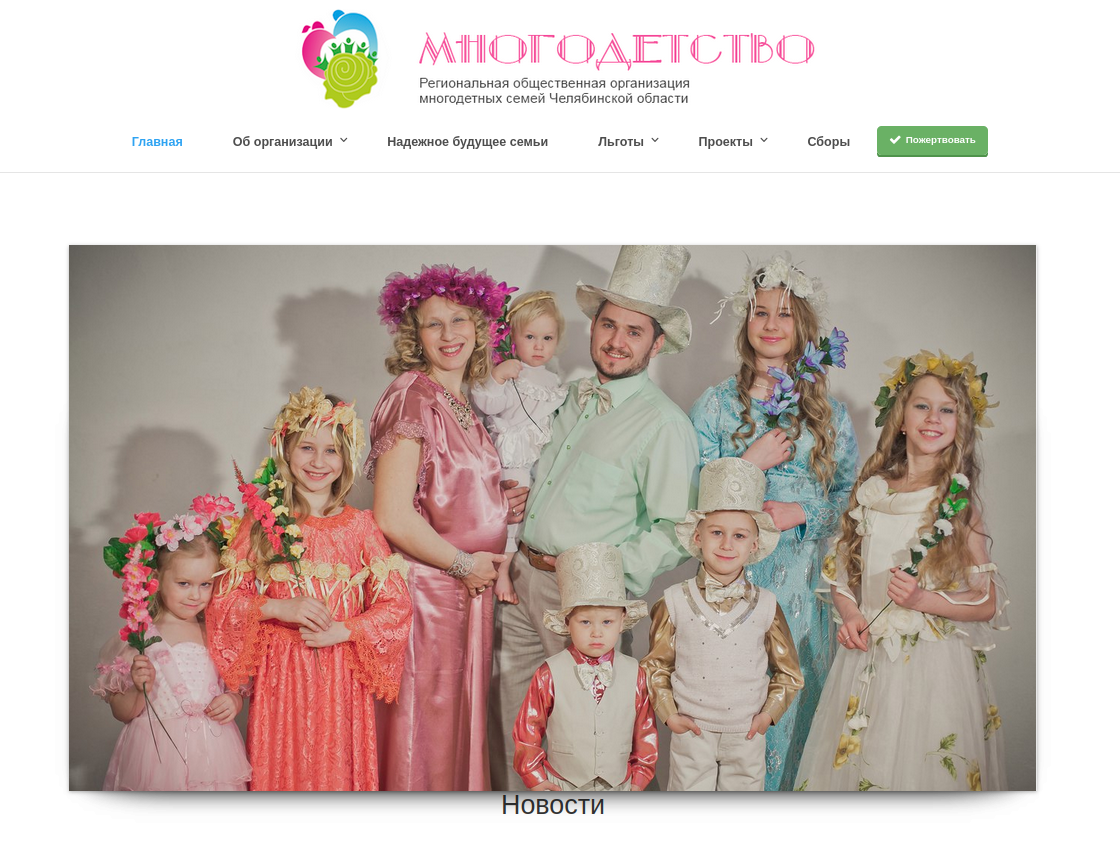 МНОГОДЕТСТВО
Региональная общественная организация
многодетных семей Челябинской области
Главная Об организации Надежное будущее семьи Льготы Проекты Сборы Пожертвовать
Новости